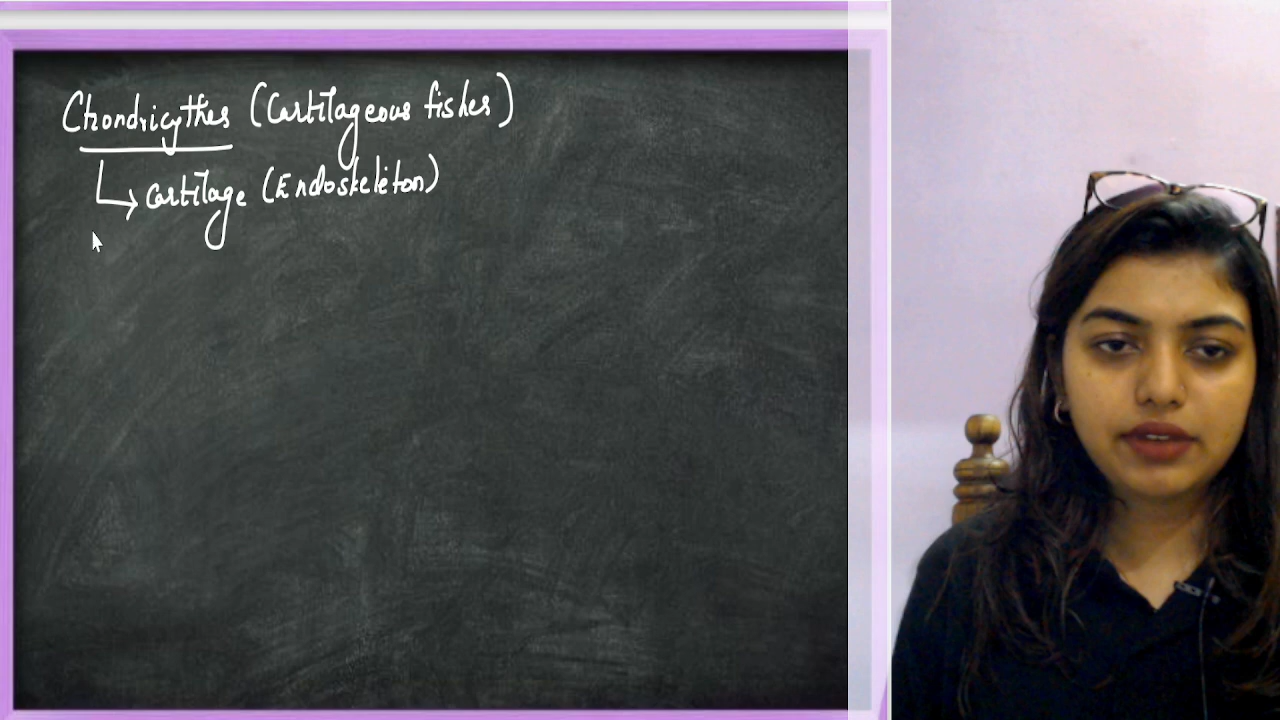 Chondricythes (Cartilageous fishes)
↳ cartilage (Endoskeleton)